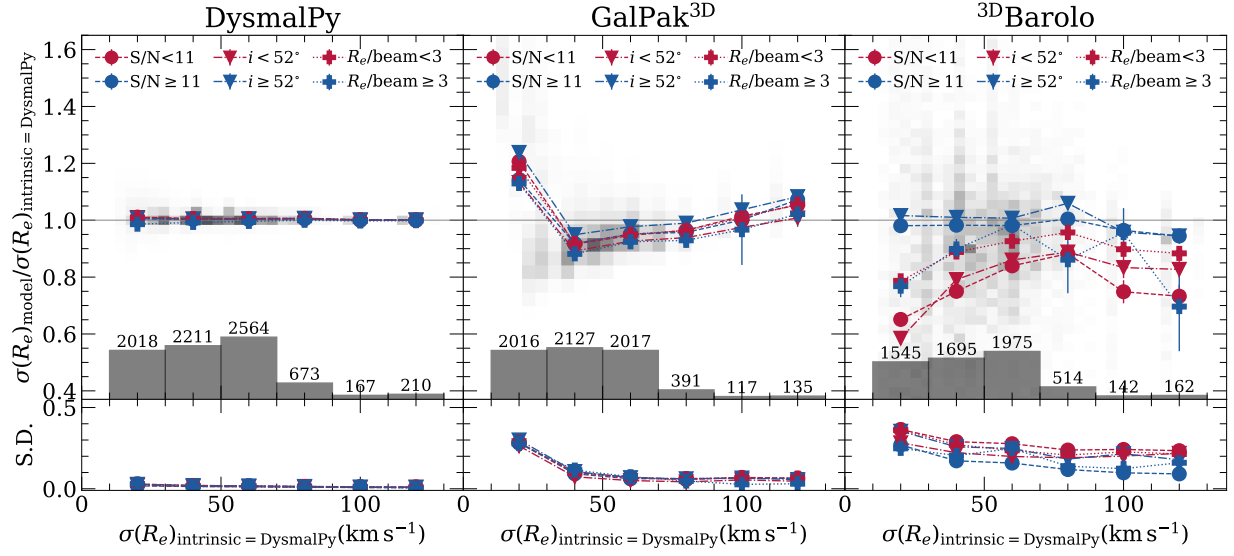 DysmalPy
GalPak³ᴰ
³ᴰBarolo
S/N<11 i<52° Rₑ/beam<3
S/N≥11 i≥52° Rₑ/beam≥3
S/N<11 i<52° Rₑ/beam<3
S/N≥11 i≥52° Rₑ/beam≥3
S/N<11 i<52° Rₑ/beam<3
S/N≥11 i≥52° Rₑ/beam≥3
σ(Rₑ)model/σ(Rₑ)intrinsic = DysmalPy
1.6
1.4
1.2
1.0
0.8
0.6
0.4
2018 2211 2564 673 167 210
2016 2127 2017 391 117 135
1545 1695 1975 514 142 162
S.D.
0.5
0.0
0 50 100
0 50 100
0 50 100
σ(Rₑ)intrinsic = DysmalPy(km s⁻¹)
σ(Rₑ)intrinsic = DysmalPy(km s⁻¹)
σ(Rₑ)intrinsic = DysmalPy(km s⁻¹)